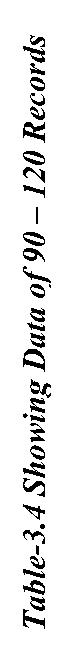 Table-3.4 Showing Data of 90 – 120 Records